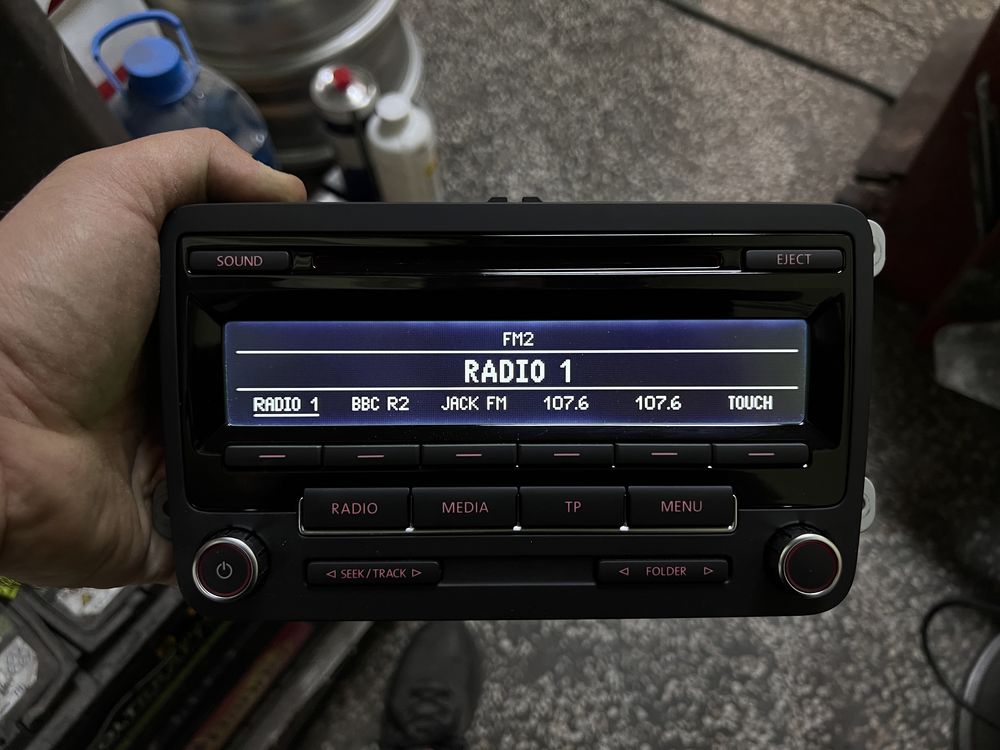 SOUND
EJECT
FM2
RADIO 1
RADIO 1 BBC R2 JACK FM 107.6 107.6 TOUCH
RADIO MEDIA TP MENU
◁ SEEK/TRACK ▷
◁ FOLDER ▷